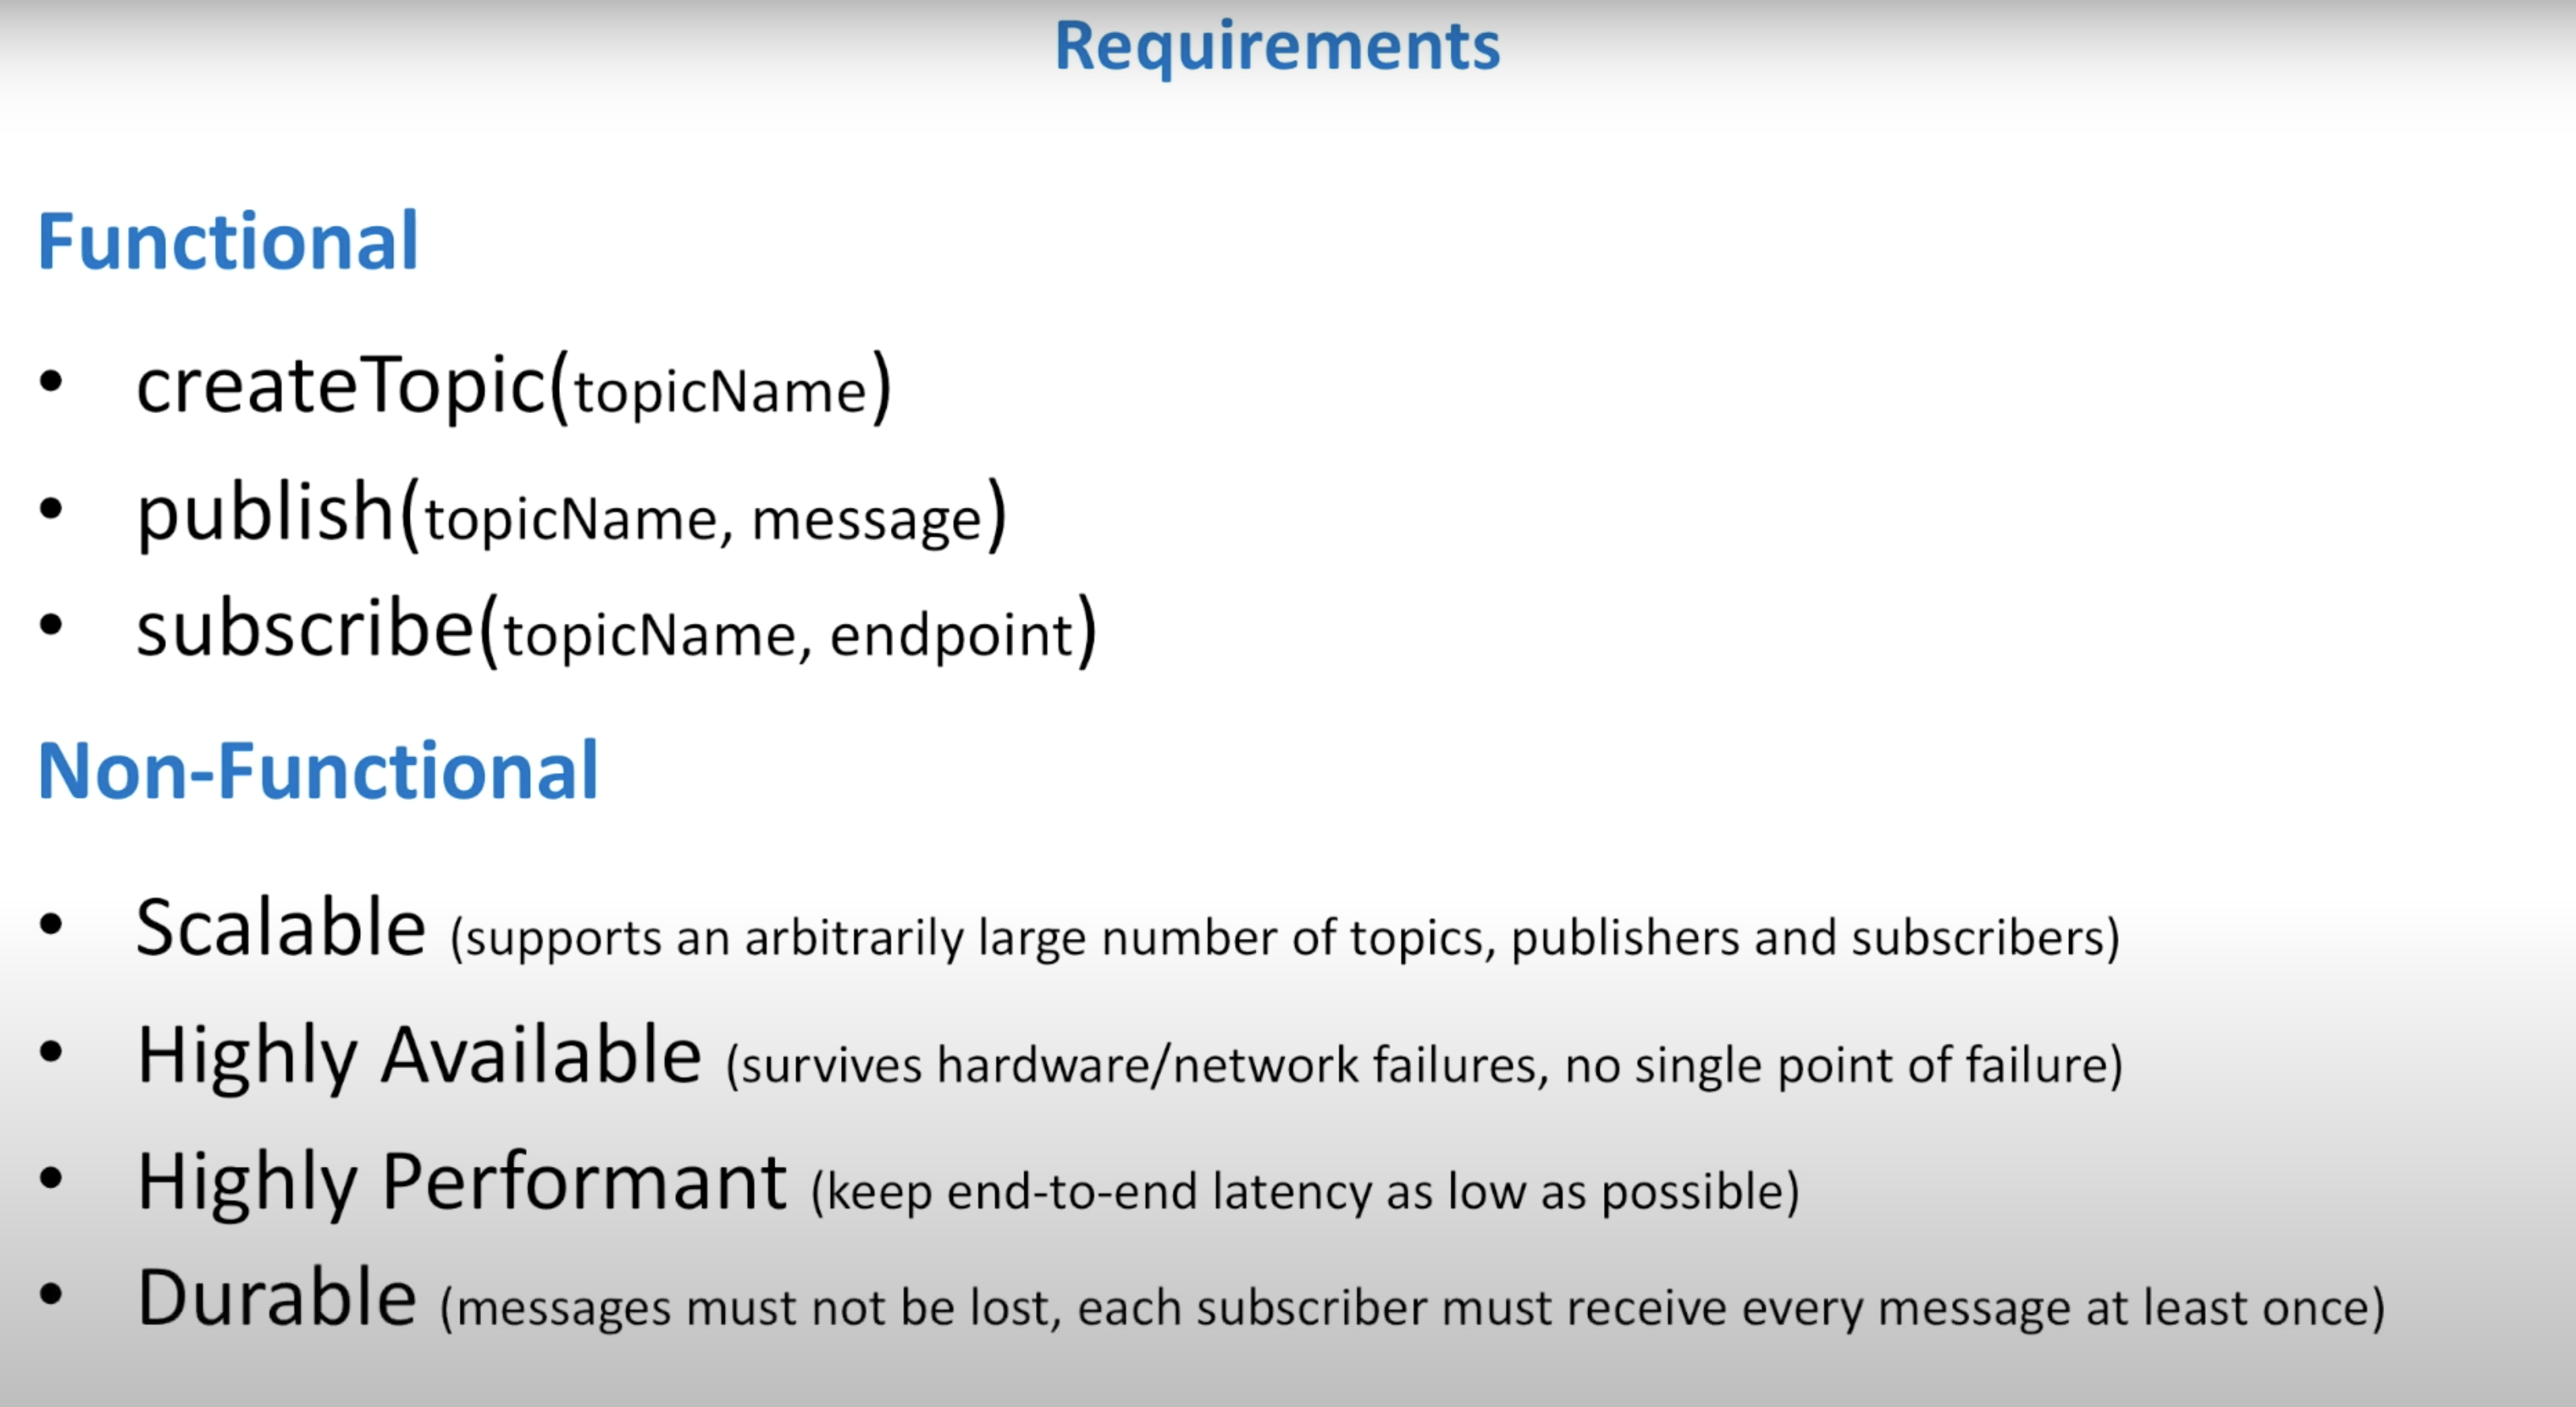 Requirements
Functional
• createTopic(topicName)
• publish(topicName, message)
• subscribe(topicName, endpoint)
Non-Functional
• Scalable (supports an arbitrarily large number of topics, publishers and subscribers)
• Highly Available (survives hardware/network failures, no single point of failure)
• Highly Performant (keep end-to-end latency as low as possible)
• Durable (messages must not be lost, each subscriber must receive every message at least once)